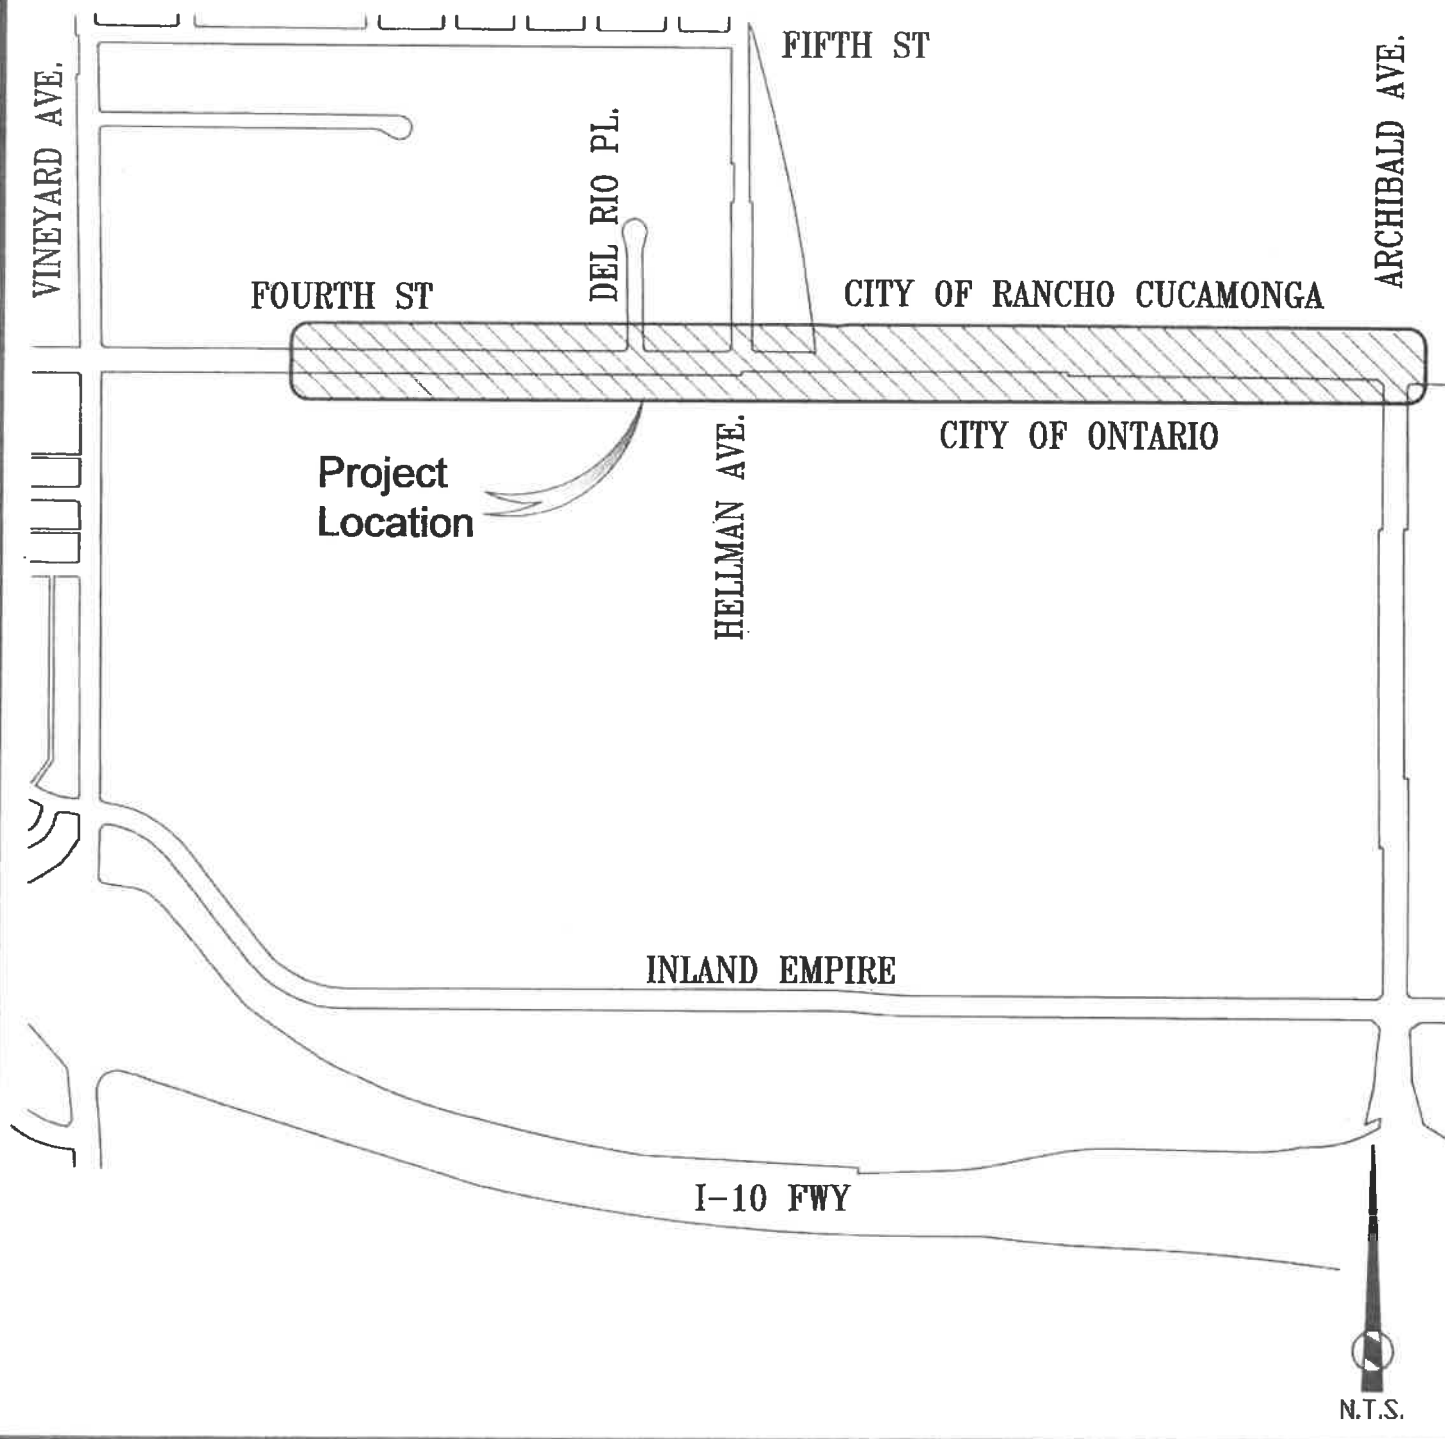 FIFTH ST
VINEYARD AVE.
DEL RIO PL.
ARCHIBALD AVE.
FOURTH ST
CITY OF RANCHO CUCAMONGA
CITY OF ONTARIO
HELLMAN AVE.
Project
Location
INLAND EMPIRE
I-10 FWY
N.T.S.